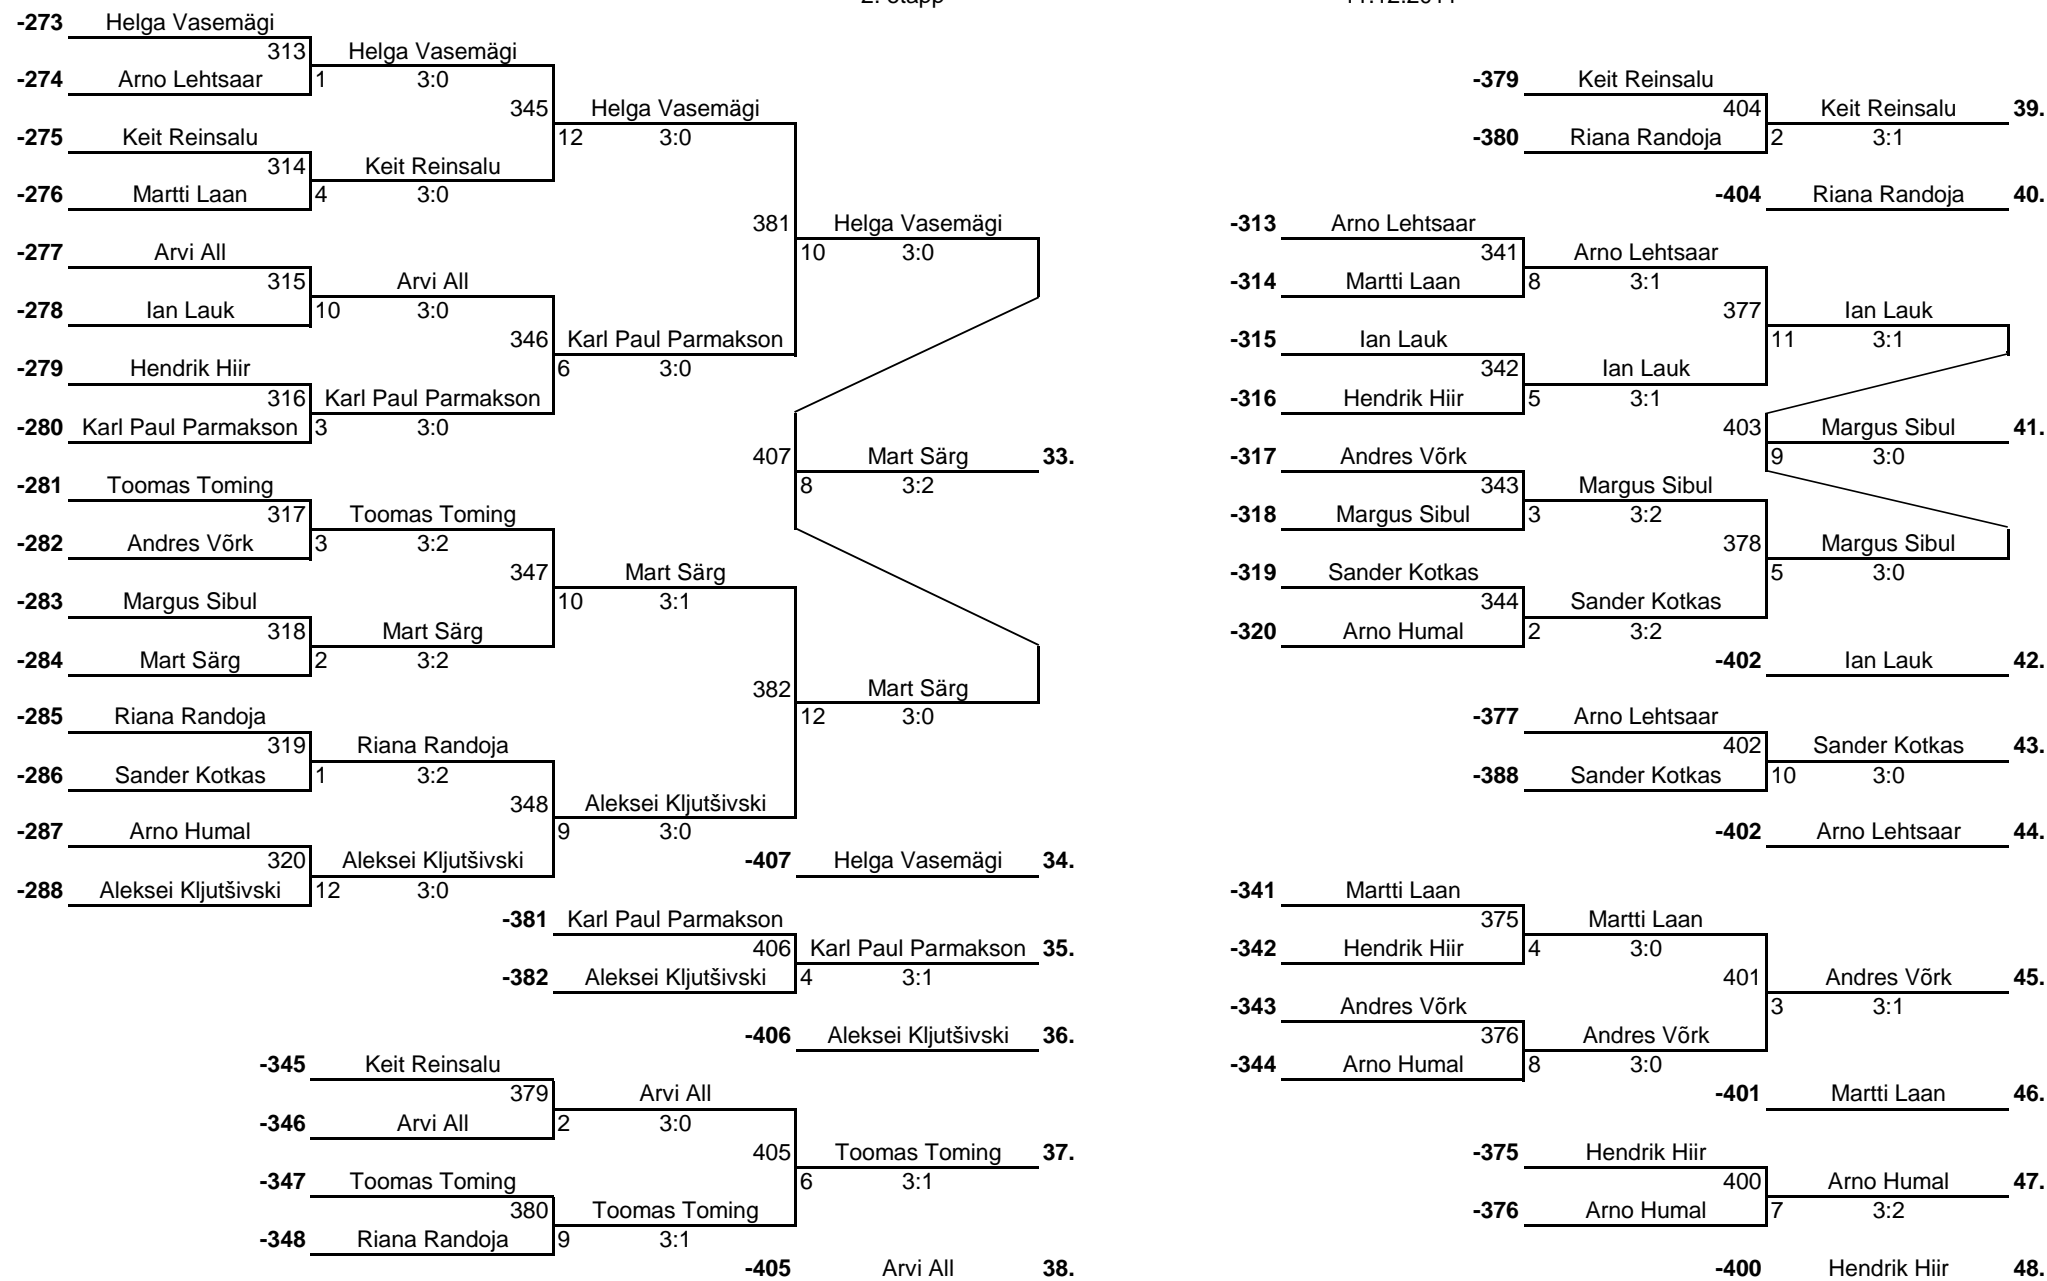 -273 Helga Vasemägi
313 Helga Vasemägi
-274 Arno Lehtsaar 1 3:0
345 Helga Vasemägi
-275 Keit Reinsalu 12 3:0
314 Keit Reinsalu
-276 Martti Laan 4 3:0
381 Helga Vasemägi
-277 Arvi All 10 3:0
315 Arvi All
-278 Ian Lauk 10 3:0
346 Karl Paul Parmakson
-279 Hendrik Hiir 6 3:0
316 Karl Paul Parmakson
-280 Karl Paul Parmakson 3 3:0
407 Mart Särg 33.
-281 Toomas Toming 8 3:2
317 Toomas Toming
-282 Andres Võrk 3 3:2
347 Mart Särg
-283 Margus Sibul 10 3:1
318 Mart Särg
-284 Mart Särg 2 3:2
382 Mart Särg
-285 Riana Randoja 12 3:0
319 Riana Randoja
-286 Sander Kotkas 1 3:2
348 Aleksei Kljutšivski
-287 Arno Humal 9 3:0
320 Aleksei Kljutšivski
-407 Helga Vasemägi 34.
-288 Aleksei Kljutšivski 12 3:0
-381 Karl Paul Parmakson
406 Karl Paul Parmakson 35.
-382 Aleksei Kljutšivski 4 3:1
-406 Aleksei Kljutšivski 36.
-345 Keit Reinsalu
379 Arvi All
-346 Arvi All 2 3:0
405 Toomas Toming 37.
-347 Toomas Toming 6 3:1
380 Toomas Toming
-348 Riana Randoja 9 3:1
-405 Arvi All 38.
-379 Keit Reinsalu
404 Keit Reinsalu 39.
-380 Riana Randoja 2 3:1
-404 Riana Randoja 40.
-313 Arno Lehtsaar
341 Arno Lehtsaar
-314 Martti Laan 8 3:1
377 Ian Lauk
-315 Ian Lauk 11 3:1
342 Ian Lauk
-316 Hendrik Hiir 5 3:1
403 Margus Sibul 41.
-317 Andres Võrk 9 3:0
343 Margus Sibul
-318 Margus Sibul 3 3:2
378 Margus Sibul
-319 Sander Kotkas 5 3:0
344 Sander Kotkas
-320 Arno Humal 2 3:2
-402 Ian Lauk 42.
-377 Arno Lehtsaar
402 Sander Kotkas 43.
-388 Sander Kotkas 10 3:0
-402 Arno Lehtsaar 44.
-341 Martti Laan
375 Martti Laan
-342 Hendrik Hiir 4 3:0
401 Andres Võrk 45.
-343 Andres Võrk 3 3:1
376 Andres Võrk
-344 Arno Humal 8 3:0
-401 Martti Laan 46.
-375 Hendrik Hiir
400 Arno Humal 47.
-376 Arno Humal 7 3:2
-400 Hendrik Hiir 48.